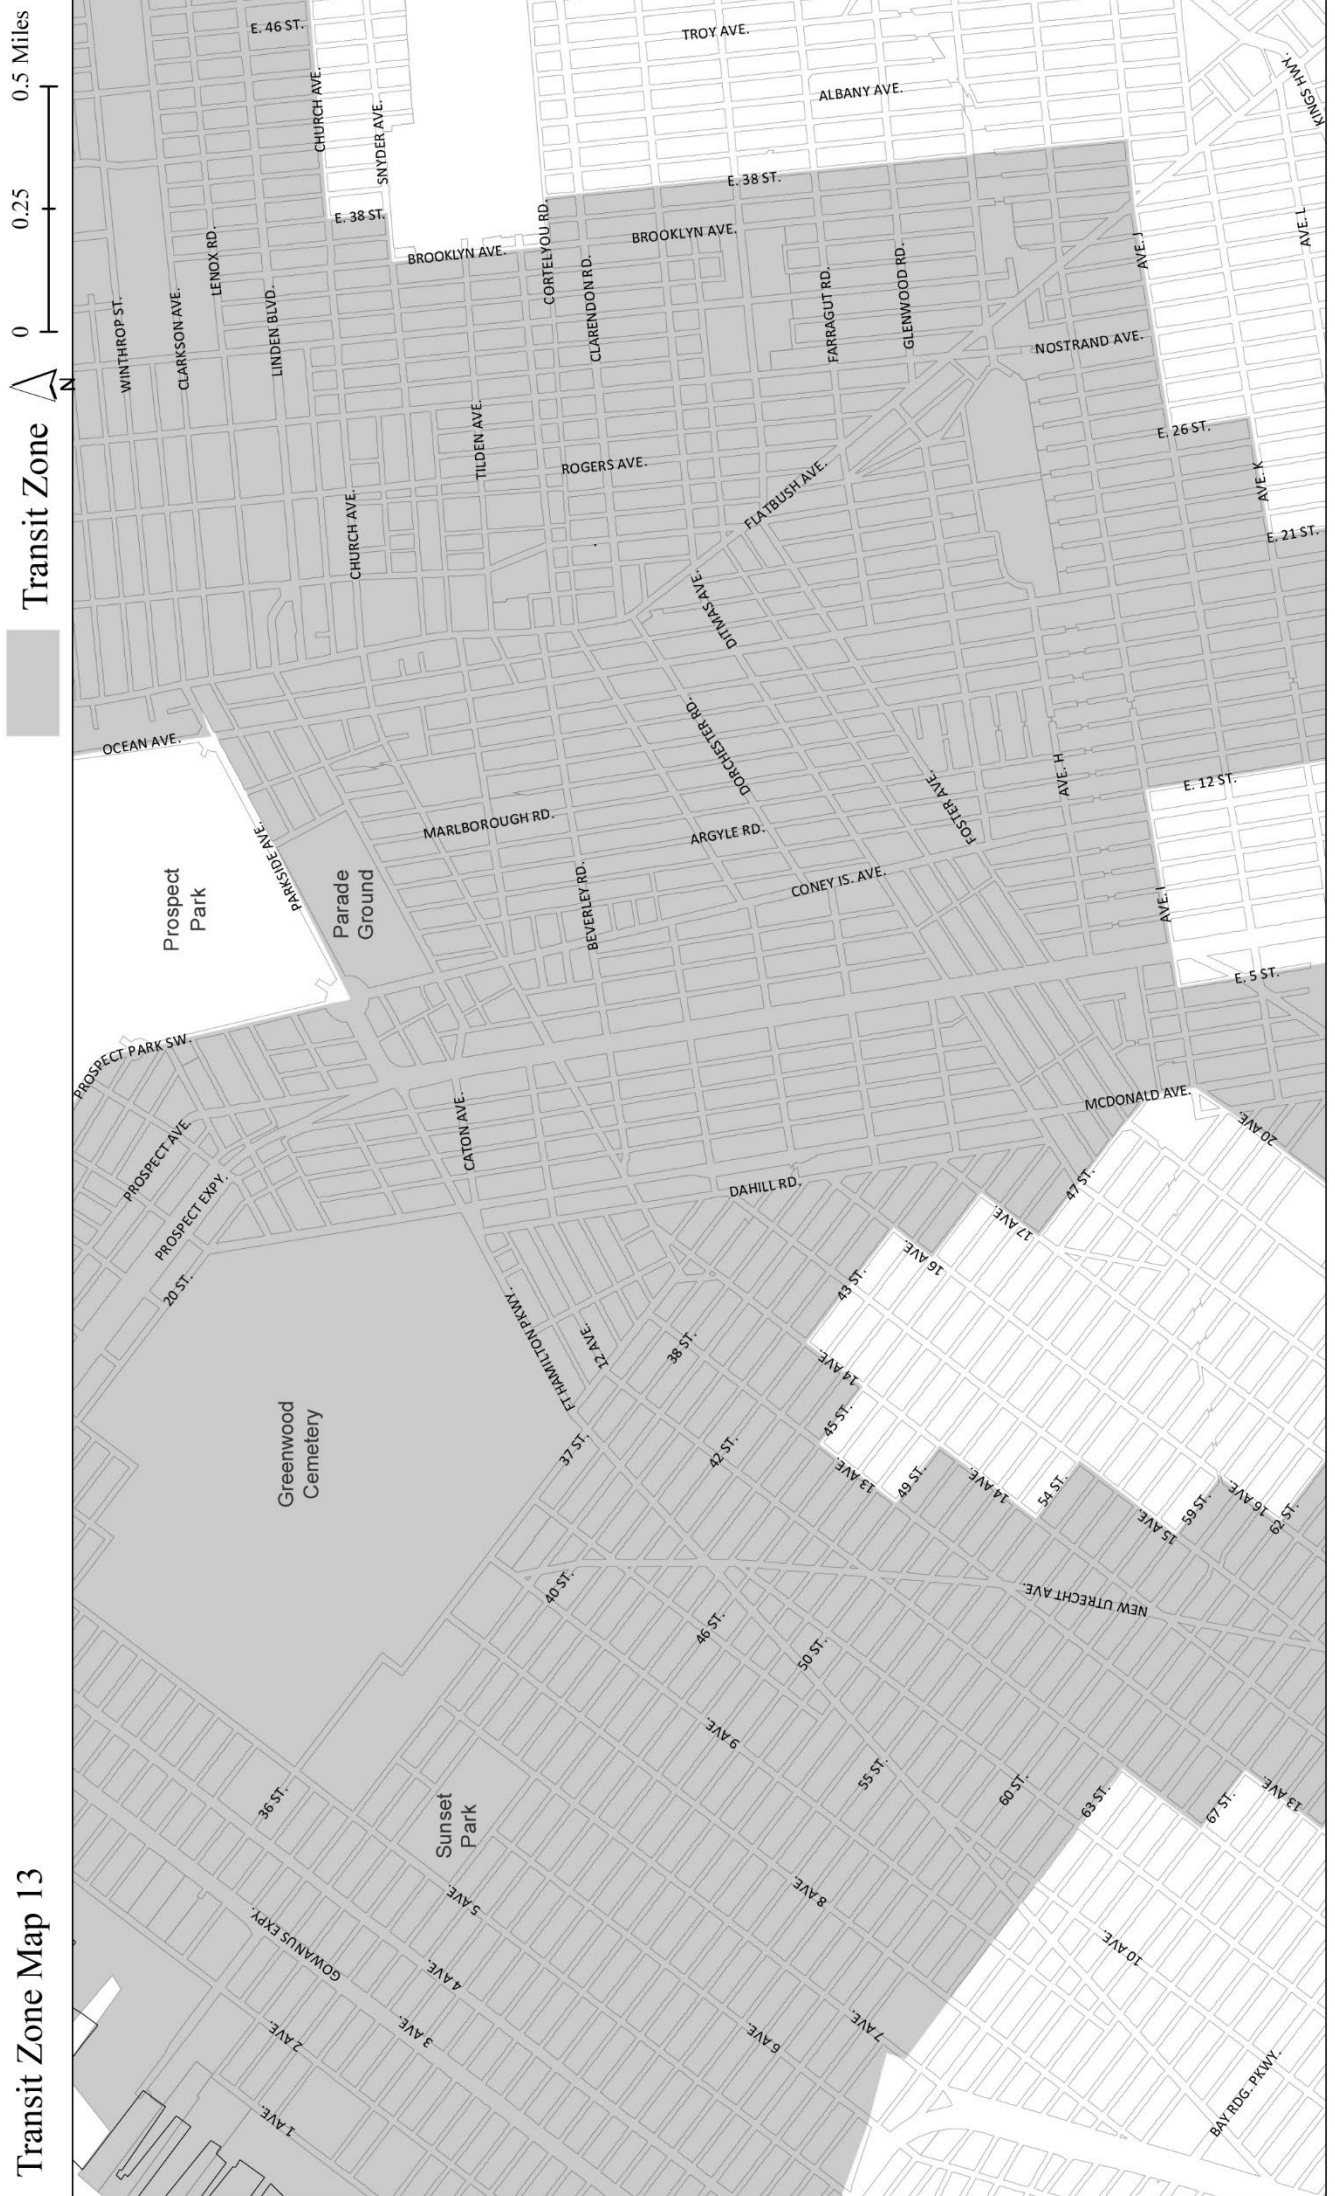 Transit Zone Map 13
Transit Zone
N
0
0.25
0.5 Miles
WINTHROP ST.
CLARKSON AVE.
LENOX RD.
LINDEN BLVD.
E. 46 ST.
CHURCH AVE.
SNYDER AVE.
E. 38 ST.
BROOKLYN AVE.
CORTELYOU RD.
CLARENDON RD.
BROOKLYN AVE.
E. 38 ST.
TROY AVE.
ALBANY AVE.
FARRAGUT RD.
GLENWOOD RD.
NOSTRAND AVE.
AVE. J
KINGS HWY.
AVE. L
E. 26 ST.
AVE. K
E. 21 ST.
CHURCH AVE.
TILDEN AVE.
ROGERS AVE.
FLATBUSH AVE.
DITMAS AVE.
OCEAN AVE.
Prospect
Park
PARKSIDE AVE.
Parade
Ground
MARLBOROUGH RD.
BEVERLEY RD.
DORCHESTER RD.
ARGYLE RD.
CONEY IS. AVE.
FOSTER AVE.
AVE. H
E. 12 ST.
AVE. I
E. 5 ST.
PROSPECT PARK SW.
PROSPECT AVE.
PROSPECT EXPY.
20 ST.
CATON AVE.
DAHILL RD.
MCDONALD AVE.
20 AVE.
47 ST.
17 AVE.
16 AVE.
43 ST.
14 AVE.
45 ST.
13 AVE.
49 ST.
14 AVE.
54 ST.
15 AVE.
59 ST.
16 AVE.
62 ST.
Greenwood
Cemetery
FT HAMILTON PKWY.
12 AVE.
38 ST.
37 ST.
42 ST.
40 ST.
46 ST.
50 ST.
NEW UTRECHT AVE.
9 AVE.
55 ST.
60 ST.
63 ST.
67 ST.
13 AVE.
36 ST.
Sunset
Park
5 AVE.
8 AVE.
10 AVE.
GOWANUS EXPY.
4 AVE.
3 AVE.
2 AVE.
1 AVE.
6 AVE.
7 AVE.
BAY RDG. PKWY.